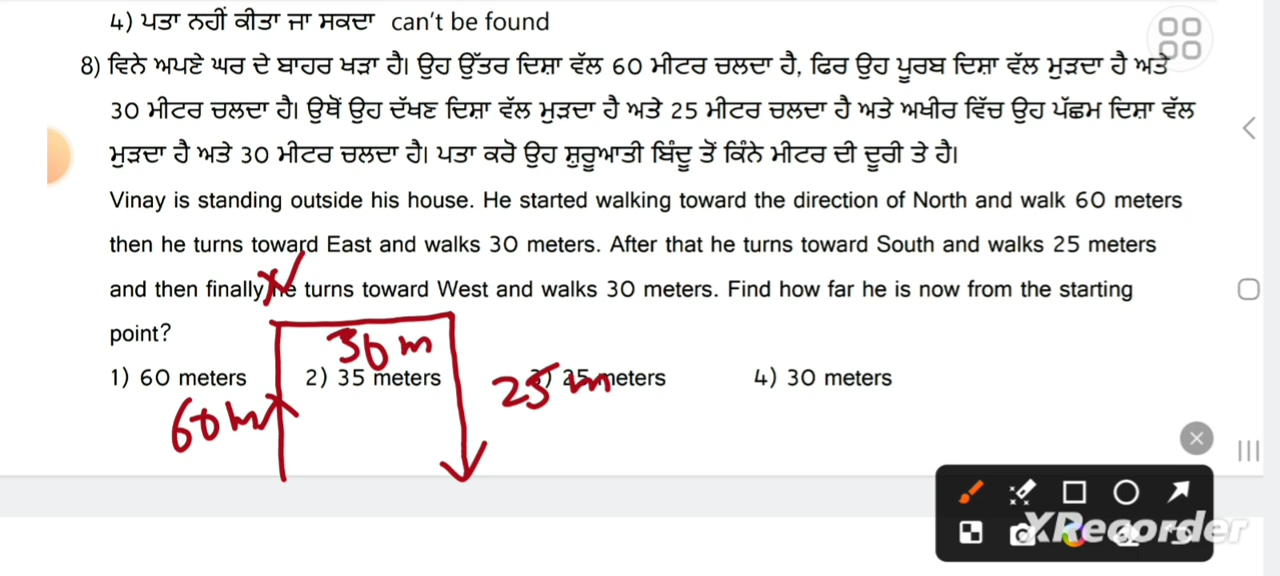 4) ਪਤਾ ਨਹੀਂ ਕੀਤਾ ਜਾ ਸਕਦਾ can't be found
8) ਵਿਨੇ ਅਪਣੇ ਘਰ ਦੇ ਬਾਹਰ ਖੜਾ ਹੈ। ਉਹ ਉੱਤਰ ਦਿਸ਼ਾ ਵੱਲ 60 ਮੀਟਰ ਚਲਦਾ ਹੈ, ਫਿਰ ਉਹ ਪੂਰਬ ਦਿਸ਼ਾ ਵੱਲ ਮੁੜਦਾ ਹੈ ਅਤੇ
30 ਮੀਟਰ ਚਲਦਾ ਹੈ। ਉਥੋਂ ਉਹ ਦੱਖਣ ਦਿਸ਼ਾ ਵੱਲ ਮੁੜਦਾ ਹੈ ਅਤੇ 25 ਮੀਟਰ ਚਲਦਾ ਹੈ ਅਤੇ ਅਖੀਰ ਵਿੱਚ ਉਹ ਪੱਛਮ ਦਿਸ਼ਾ ਵੱਲ
ਮੁੜਦਾ ਹੈ ਅਤੇ 30 ਮੀਟਰ ਚਲਦਾ ਹੈ। ਪਤਾ ਕਰੋ ਉਹ ਸ਼ੁਰੂਆਤੀ ਬਿੰਦੂ ਤੋਂ ਕਿੰਨੇ ਮੀਟਰ ਦੀ ਦੂਰੀ ਤੇ ਹੈ।
Vinay is standing outside his house. He started walking toward the direction of North and walk 60 meters
then he turns toward East and walks 30 meters. After that he turns toward South and walks 25 meters
and then finally he turns toward West and walks 30 meters. Find how far he is now from the starting
point?
30 m
1) 60 meters 2) 35 meters 3) 25 meters 4) 30 meters
25 m
60 m
XRecorder